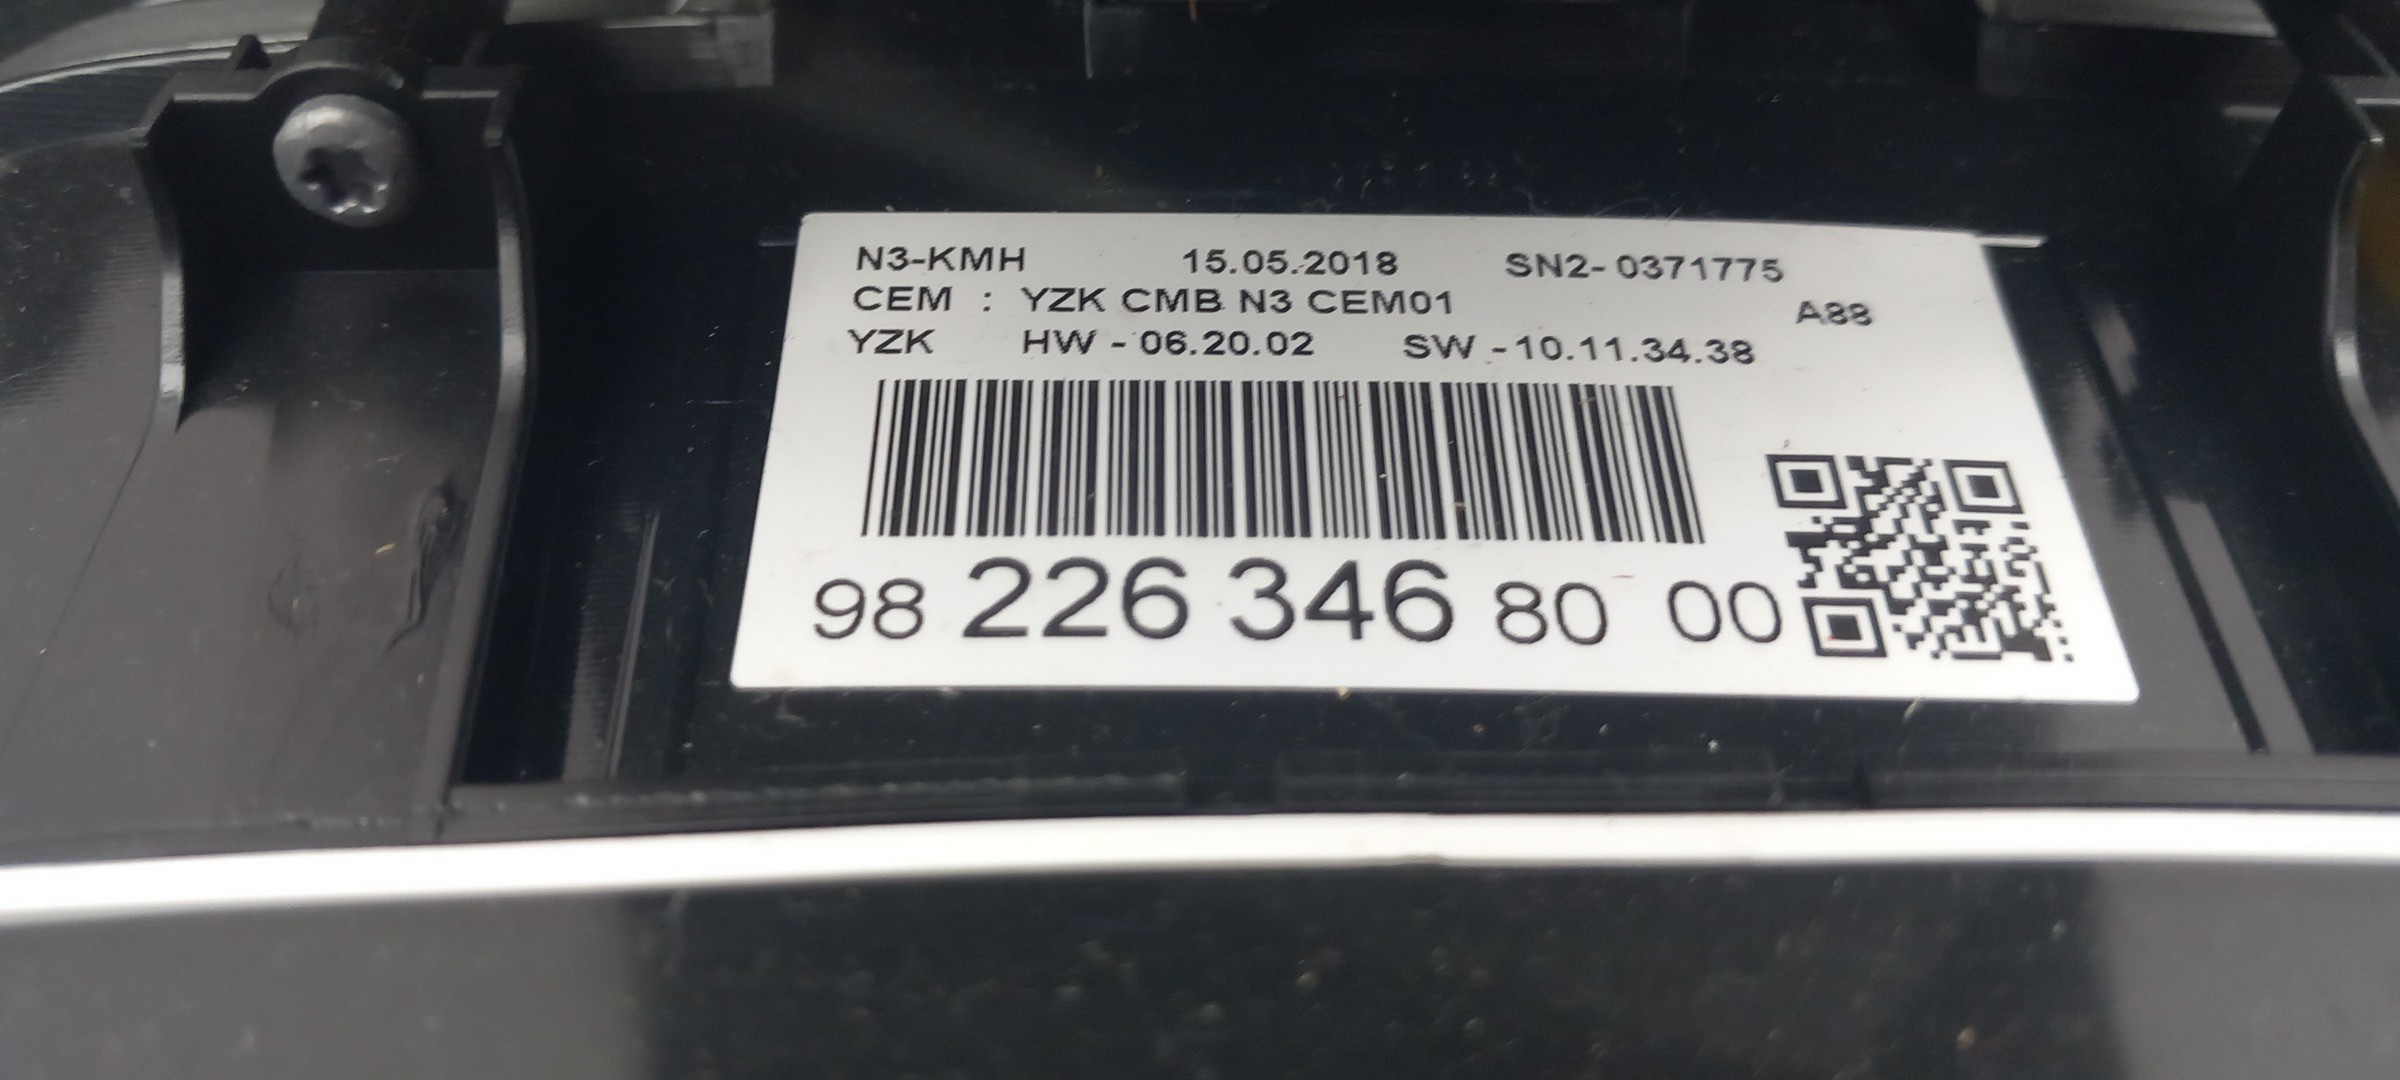 N3-KMH 15.05.2018 SN2-0371775
CEM : YZK CMB N3 CEM01 A88
YZK HW - 06.20.02 SW -10.11.34.38
98 226 346 80 00